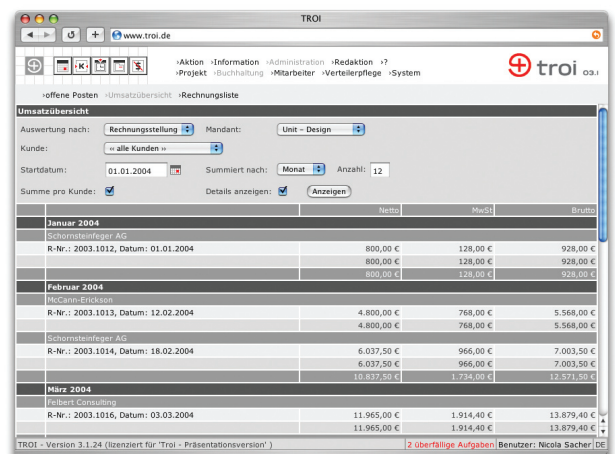 TROI
www.troi.de
›Aktion ›Information ›Administration ›Redaktion ›?
›Projekt ›Buchhaltung ›Mitarbeiter ›Verteilerpflege ›System
troi 03.1
›offene Posten ›Umsatzübersicht ›Rechnungsliste
Umsatzübersicht
Auswertung nach: Rechnungsstellung Mandant: Unit - Design
Kunde: ‹‹ alle Kunden ››
Startdatum: 01.01.2004 Summiert nach: Monat Anzahl: 12
Summe pro Kunde: Details anzeigen: Anzeigen
Netto MwSt Brutto
Januar 2004
Schornsteinfeger AG
R-Nr.: 2003.1012, Datum: 01.01.2004 800,00 € 128,00 € 928,00 €
800,00 € 128,00 € 928,00 €
800,00 € 128,00 € 928,00 €
Februar 2004
McCann-Erickson
R-Nr.: 2003.1013, Datum: 12.02.2004 4.800,00 € 768,00 € 5.568,00 €
4.800,00 € 768,00 € 5.568,00 €
Schornsteinfeger AG
R-Nr.: 2003.1014, Datum: 18.02.2004 6.037,50 € 966,00 € 7.003,50 €
6.037,50 € 966,00 € 7.003,50 €
10.837,50 € 1.734,00 € 12.571,50 €
März 2004
Felbert Consulting
R-Nr.: 2003.1016, Datum: 03.03.2004 11.965,00 € 1.914,40 € 13.879,40 €
11.965,00 € 1.914,40 € 13.879,40 €
TROI - Version 3.1.24 (lizenziert für 'Troi - Präsentationsversion' ) 2 überfällige Aufgaben Benutzer: Nicola Sacher DE